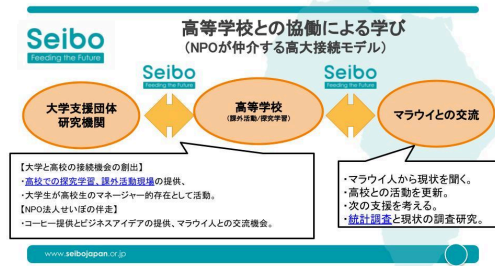 Seibo
Feeding the Future
高等学校との協働による学び
(NPOが仲介する高大接続モデル)
Seibo
Feeding the Future
Seibo
Feeding the Future
大学支援団体
研究機関
高等学校
(課外活動/探究学習)
マラウイとの交流
【大学と高校の接続機会の創出】
・高校での探究学習、課外活動現場の提供、
・大学生が高校生のマネージャー的存在として活動。
【NPO法人せいぼの伴走】
・コーヒー提供とビジネスアイデアの提供、マラウイ人との交流機会。
・マラウイ人から現状を聞く。
・高校との活動を更新。
・次の支援を考える。
・統計調査と現状の調査研究。
www.seibojapan.or.jp